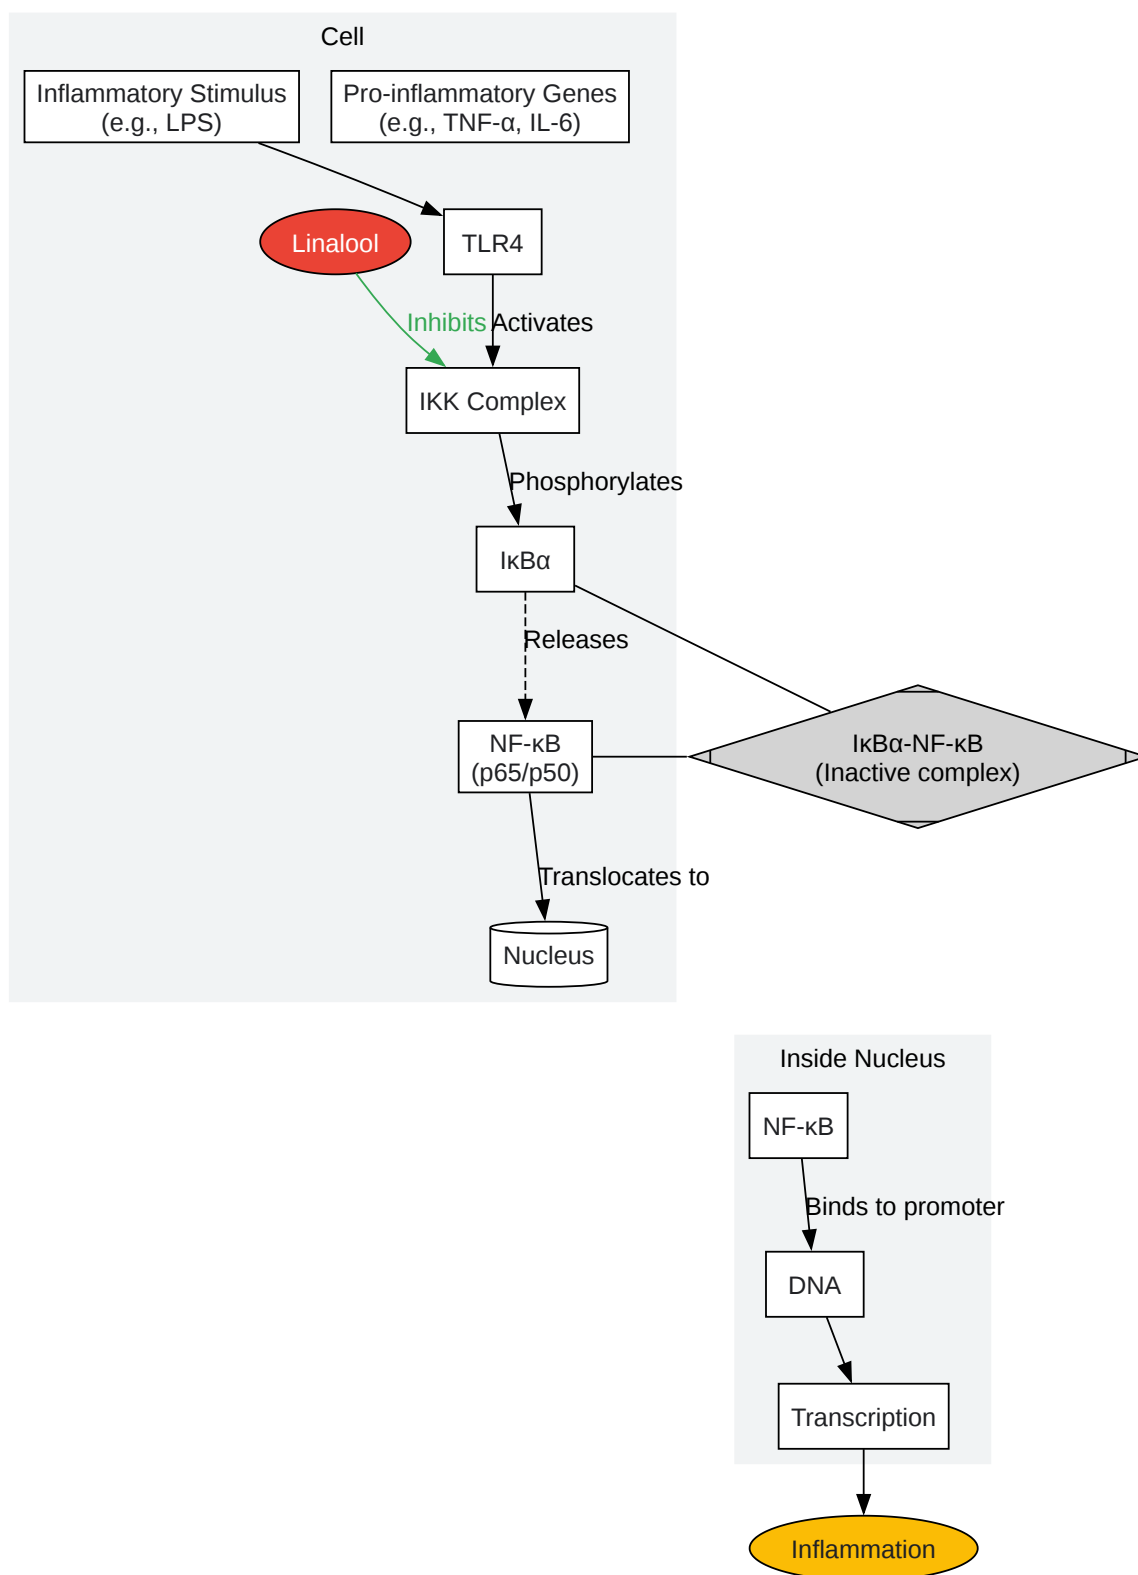 Cell
Inflammatory Stimulus
(e.g., LPS)
Pro-inflammatory Genes
(e.g., TNF-α, IL-6)
Linalool
TLR4
Inhibits
Activates
IKK Complex
Phosphorylates
IκBα
Releases
NF-κB
(p65/p50)
IκBα-NF-κB
(Inactive complex)
Translocates to
Nucleus
Inside Nucleus
NF-κB
Binds to promoter
DNA
Transcription
Inflammation